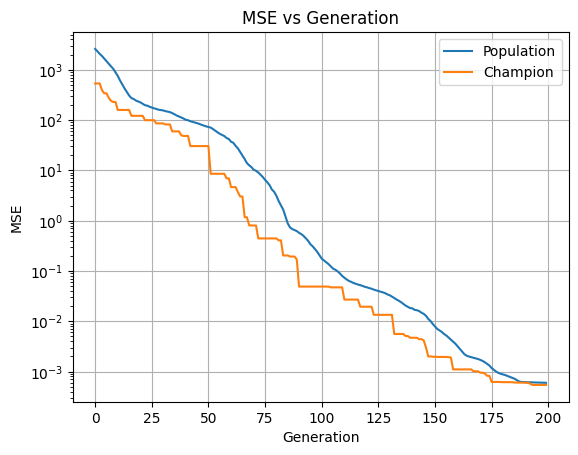 MSE vs Generation
Population
Champion
10³
10²
10¹
10⁰
10⁻¹
10⁻²
10⁻³
MSE
0 25 50 75 100 125 150 175 200
Generation